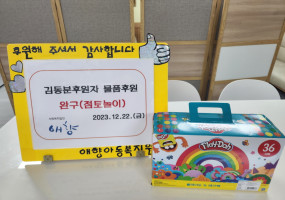 후원해 주셔서 감사합니다
김동분후원자 물품후원
완구(점토놀이)
2023.12.22.(금)
애향
애향아동복지원
Play-Doh
36